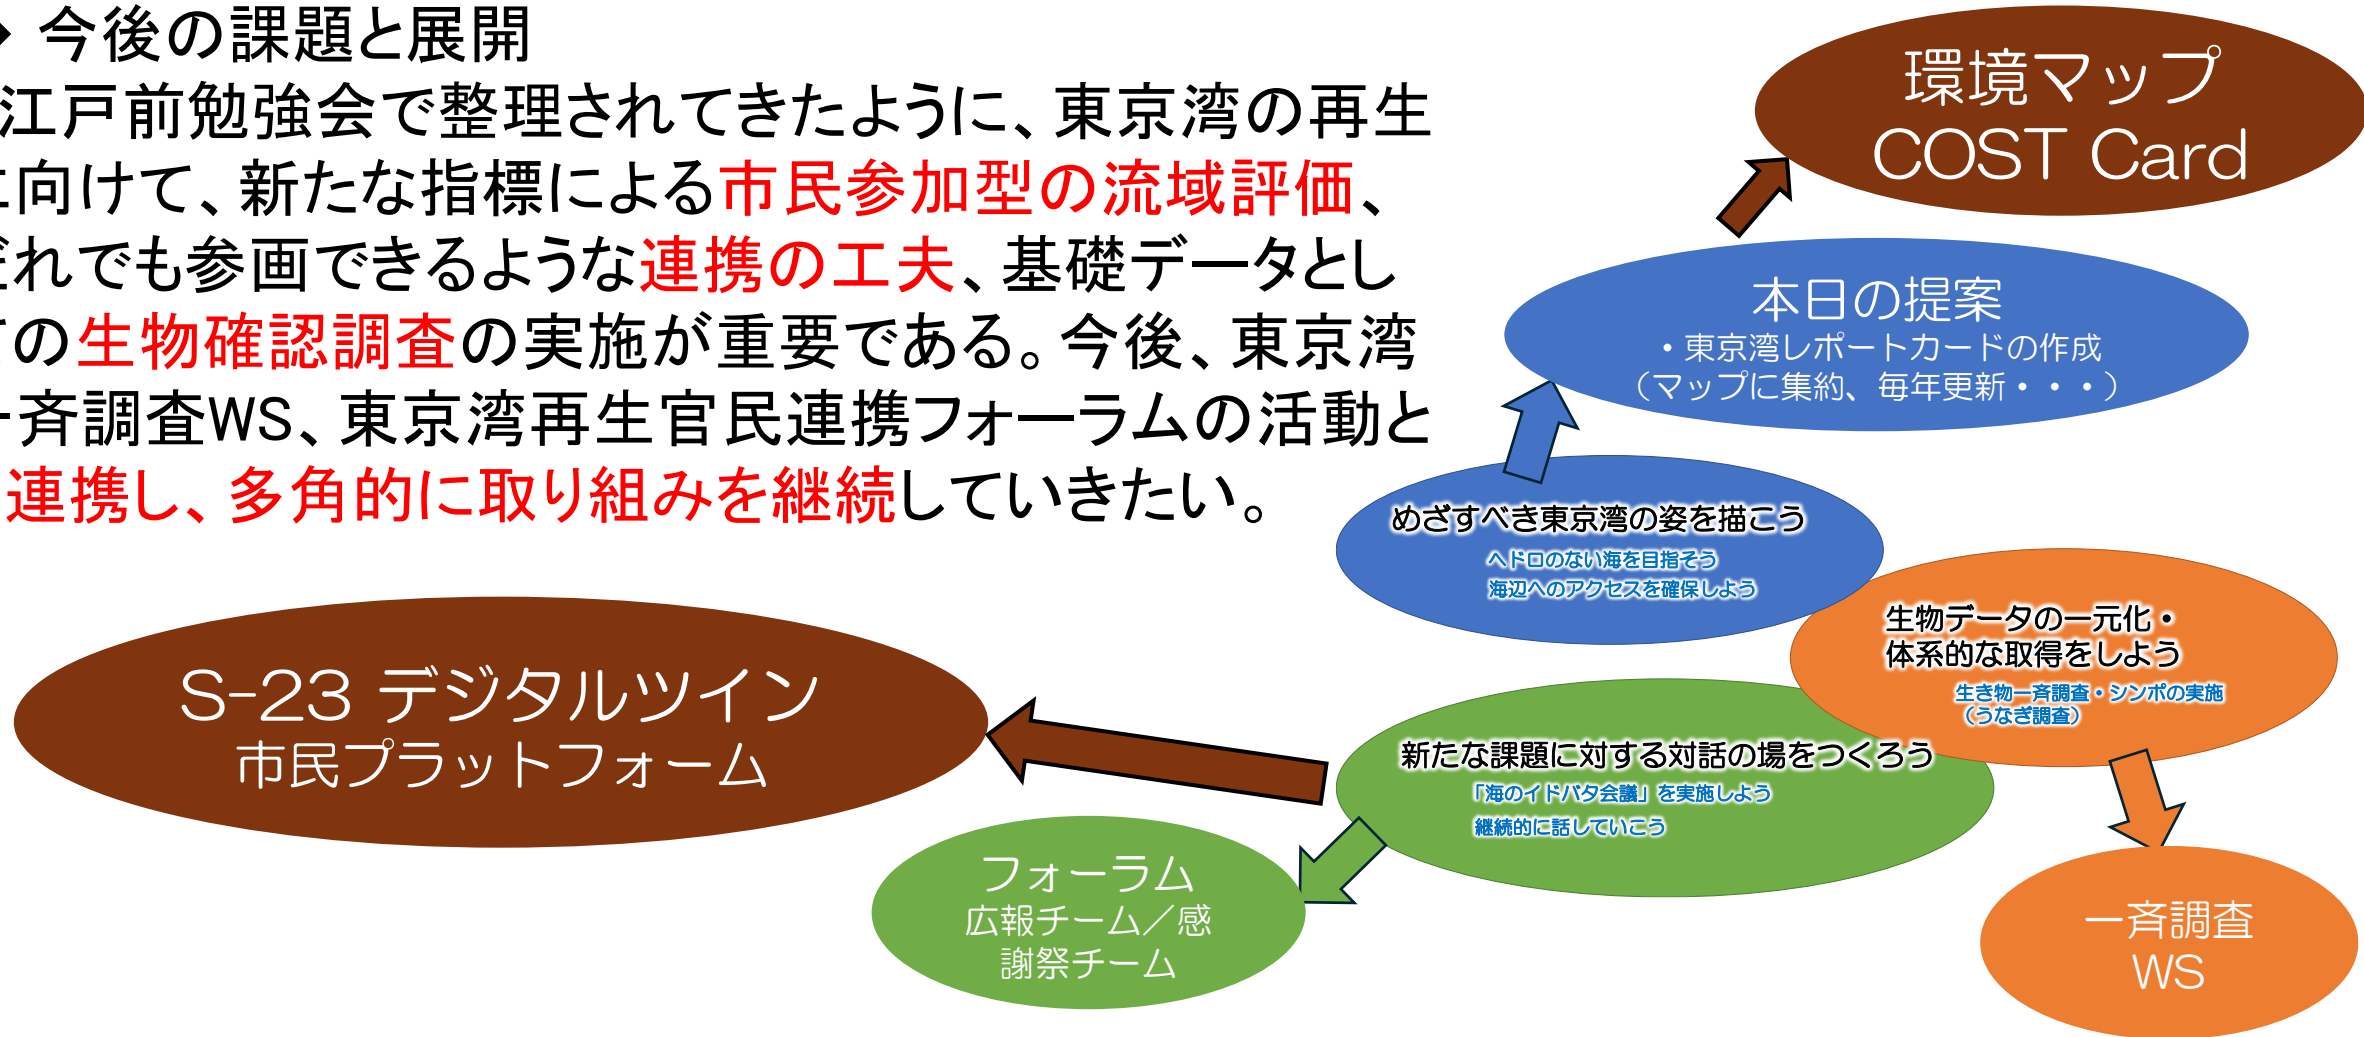 今後の課題と展開
江戸前勉強会で整理されてきたように、東京湾の再生
に向けて、新たな指標による市民参加型の流域評価、
だれでも参画できるような連携の工夫、基礎データとし
ての生物確認調査の実施が重要である。今後、東京湾
一斉調査WS、東京湾再生官民連携フォーラムの活動と
連携し、多角的に取り組みを継続していきたい。
環境マップ
COST Card
本日の提案
・東京湾レポートカードの作成
（マップに集約、毎年更新・・・）
めざすべき東京湾の姿を描こう
ヘドロのない海を目指そう
海辺へのアクセスを確保しよう
生物データの一元化・
体系的な取得をしよう
生き物一斉調査・シンポの実施
（うなぎ調査）
新たな課題に対する対話の場をつくろう
「海のイドバタ会議」を実施しよう
継続的に話していこう
S-23 デジタルツイン
市民プラットフォーム
フォーラム
広報チーム／感
謝祭チーム
一斉調査
WS